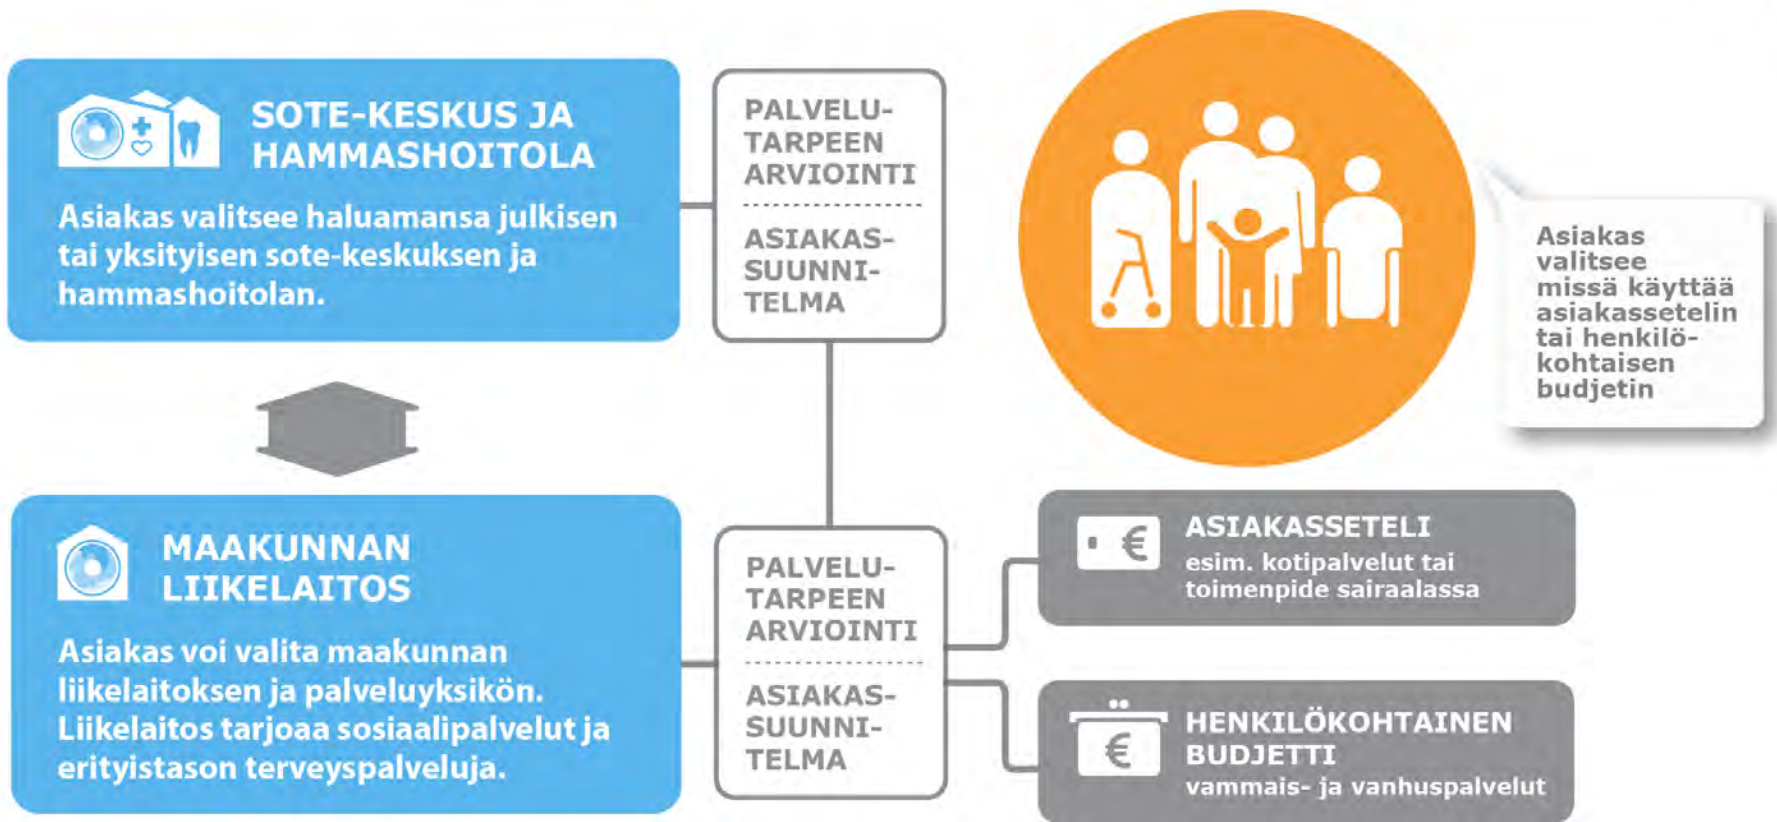 SOTE-KESKUS JA
HAMMASHOITOLA
Asiakas valitsee haluamansa julkisen
tai yksityisen sote-keskuksen ja
hammashoitolan.
PALVELU-
TARPEEN
ARVIOINTI
ASIAKAS-
SUUNNI-
TELMA
Asiakas
valitsee
missä käyttää
asiakassetelin
tai henkilö-
kohtaisen
budjetin
MAAKUNNAN
LIIKELAITOS
Asiakas voi valita maakunnan
liikelaitoksen ja palveluyksikön.
Liikelaitos tarjoaa sosiaalipalvelut ja
erityistason terveyspalveluja.
PALVELU-
TARPEEN
ARVIOINTI
ASIAKAS-
SUUNNI-
TELMA
€
ASIAKASSETELI
esim. kotipalvelut tai
toimenpide sairaalassa
€
HENKILÖKOHTAINEN
BUDJETTI
vammais- ja vanhuspalvelut